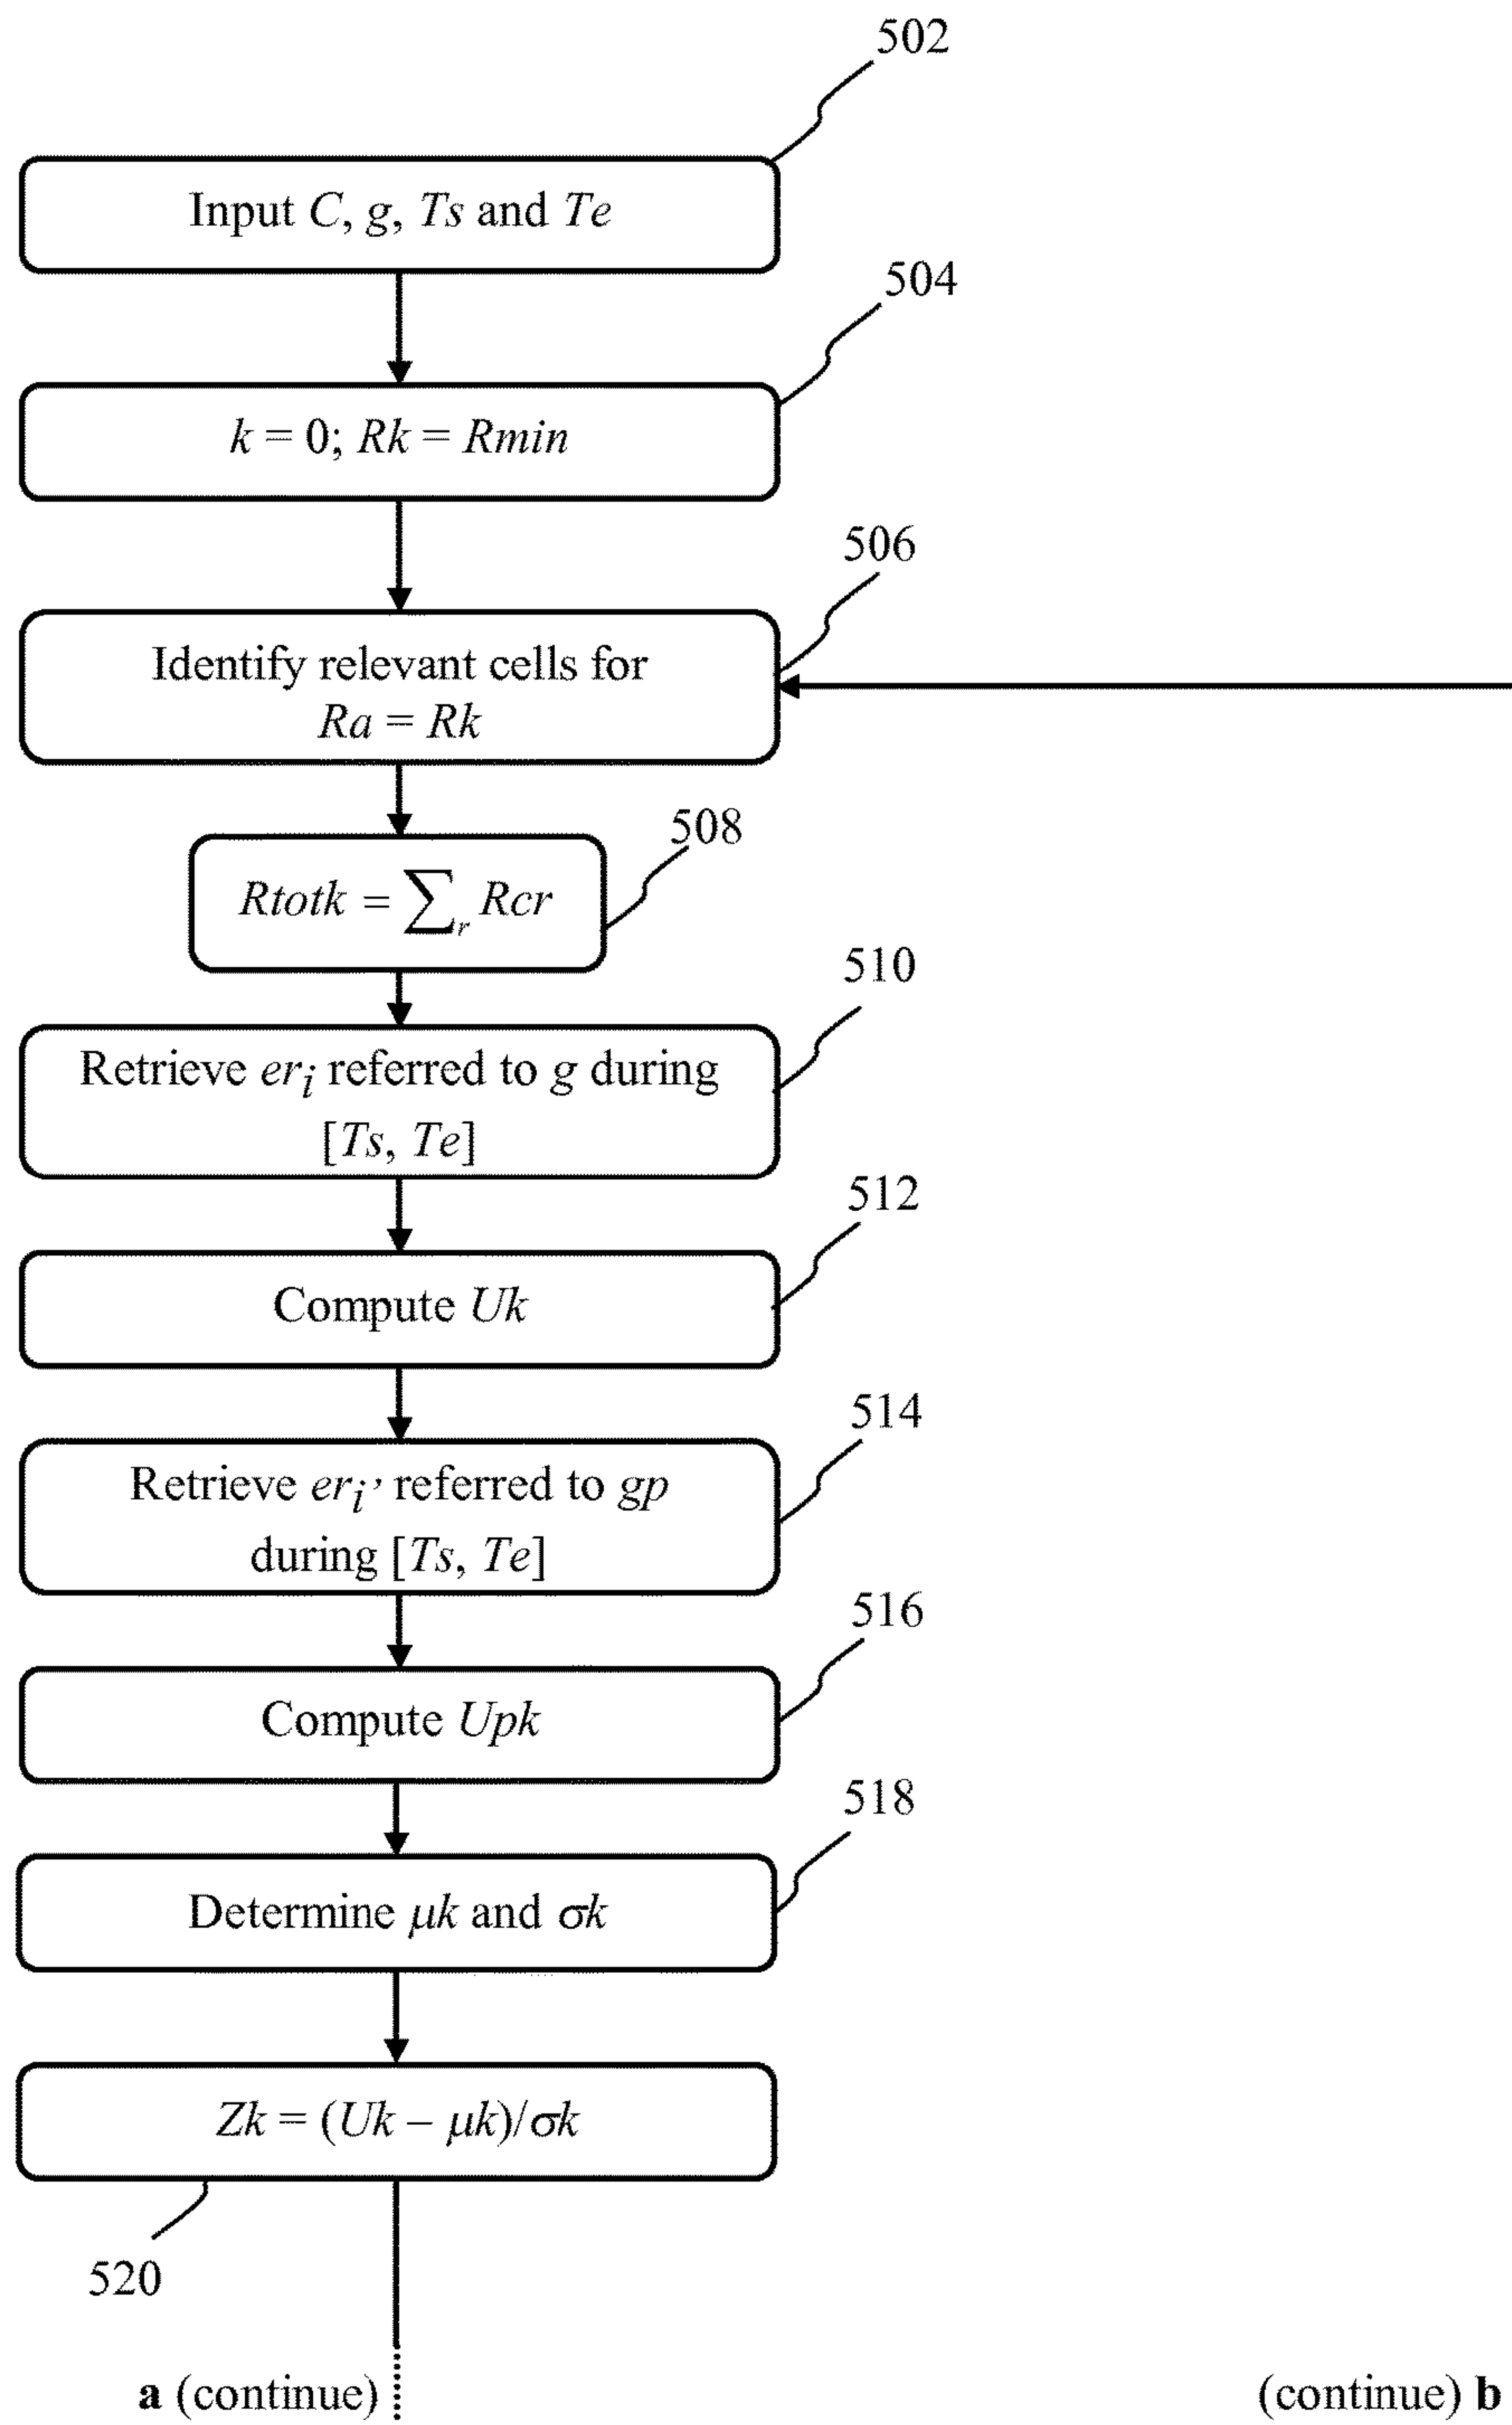 502
Input C, g, Ts and Te
504
k = 0; Rk = Rmin
506
Identify relevant cells for
Ra = Rk
508
Rtotk = ∑r Rcr
510
Retrieve eri referred to g during
[Ts, Te]
512
Compute Uk
514
Retrieve eri’ referred to gp
during [Ts, Te]
516
Compute Upk
518
Determine μk and σk
Zk = (Uk – μk)/σk
520
a (continue)
(continue) b